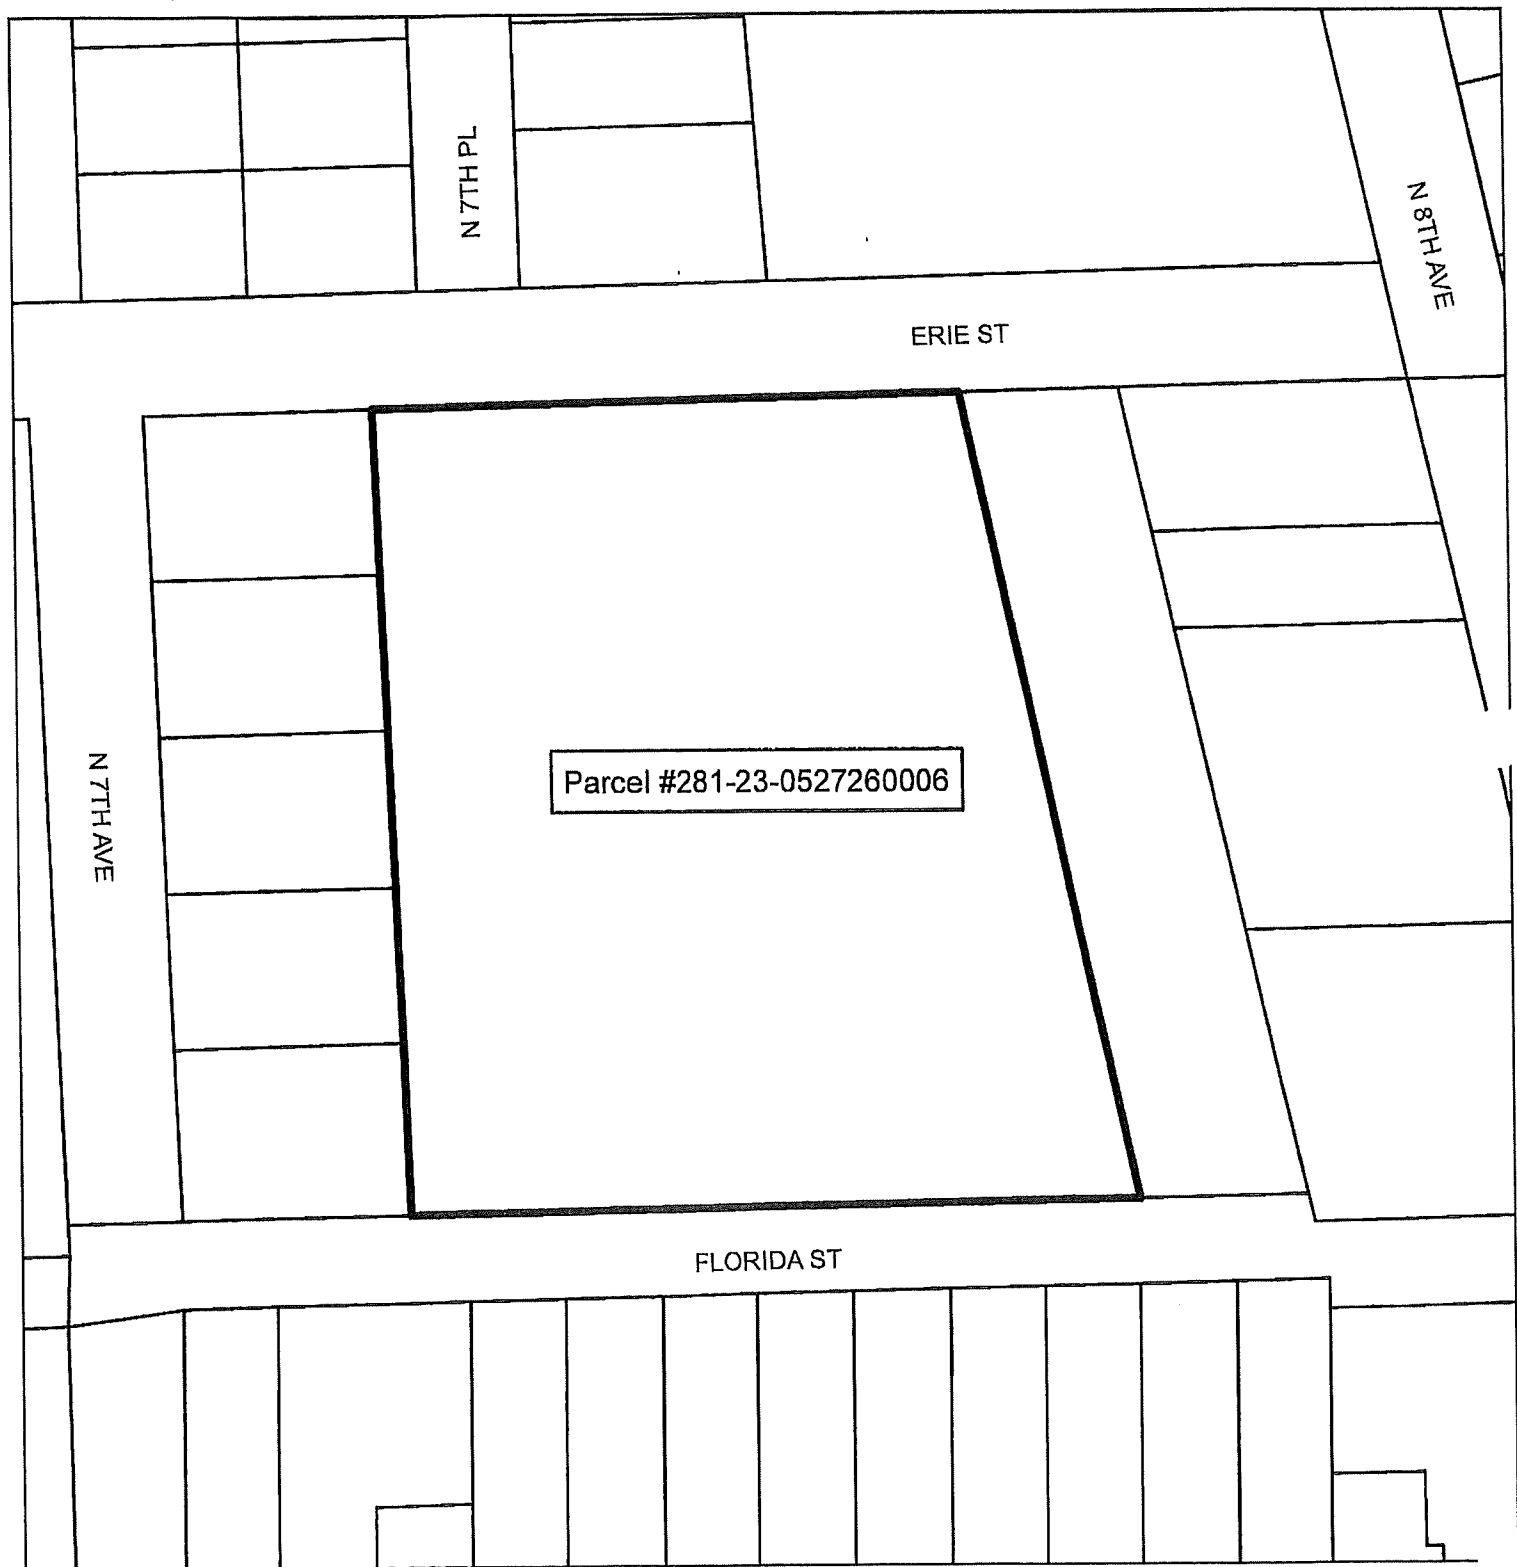 N 7TH PL
N 8TH AVE
ERIE ST
Parcel #281-23-0527260006
N 7TH AVE
FLORIDA ST